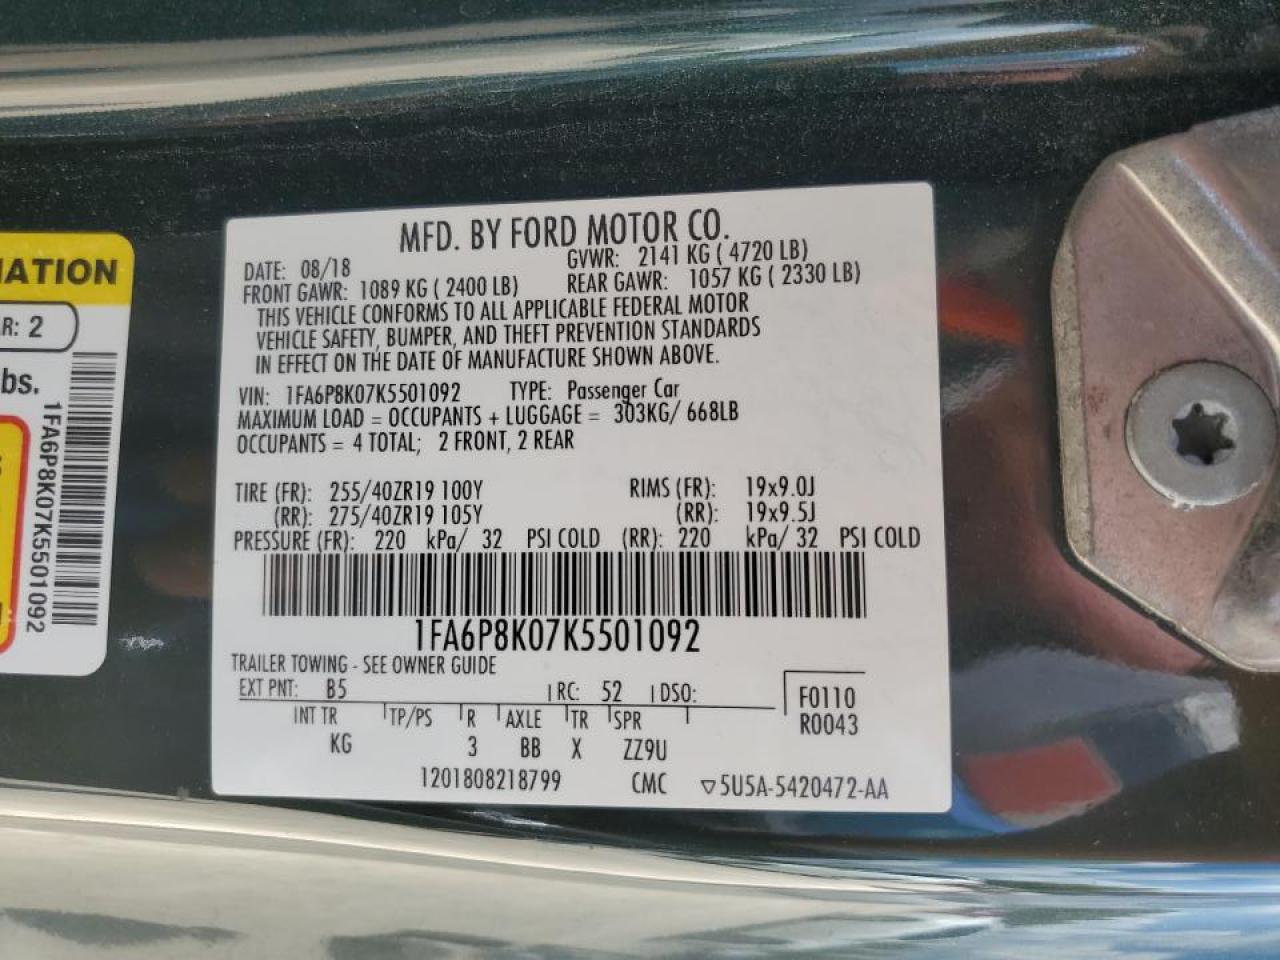 MFD. BY FORD MOTOR CO.
DATE: 08/18 GVWR: 2141 KG ( 4720 LB)
FRONT GAWR: 1089 KG ( 2400 LB) REAR GAWR: 1057 KG ( 2330 LB)
THIS VEHICLE CONFORMS TO ALL APPLICABLE FEDERAL MOTOR
VEHICLE SAFETY, BUMPER, AND THEFT PREVENTION STANDARDS
IN EFFECT ON THE DATE OF MANUFACTURE SHOWN ABOVE.
VIN: 1FA6P8K07K5501092 TYPE: Passenger Car
MAXIMUM LOAD = OCCUPANTS + LUGGAGE = 303KG/ 668LB
OCCUPANTS = 4 TOTAL; 2 FRONT, 2 REAR
TIRE (FR): 255/40ZR19 100Y RIMS (FR): 19x9.0J
(RR): 275/40ZR19 105Y (RR): 19x9.5J
PRESSURE (FR): 220 kPa/ 32 PSI COLD (RR): 220 kPa/ 32 PSI COLD
1FA6P8K07K5501092
TRAILER TOWING - SEE OWNER GUIDE
EXT PNT: B5 RC: 52 DSO: F0110
R0043
INT TR TP/PS R AXLE TR SPR
KG 3 BB X ZZ9U
1201808218799 CMC 5U5A-5420472-AA
MATION
R: 2
bs.
1FA6P8K07K5501092